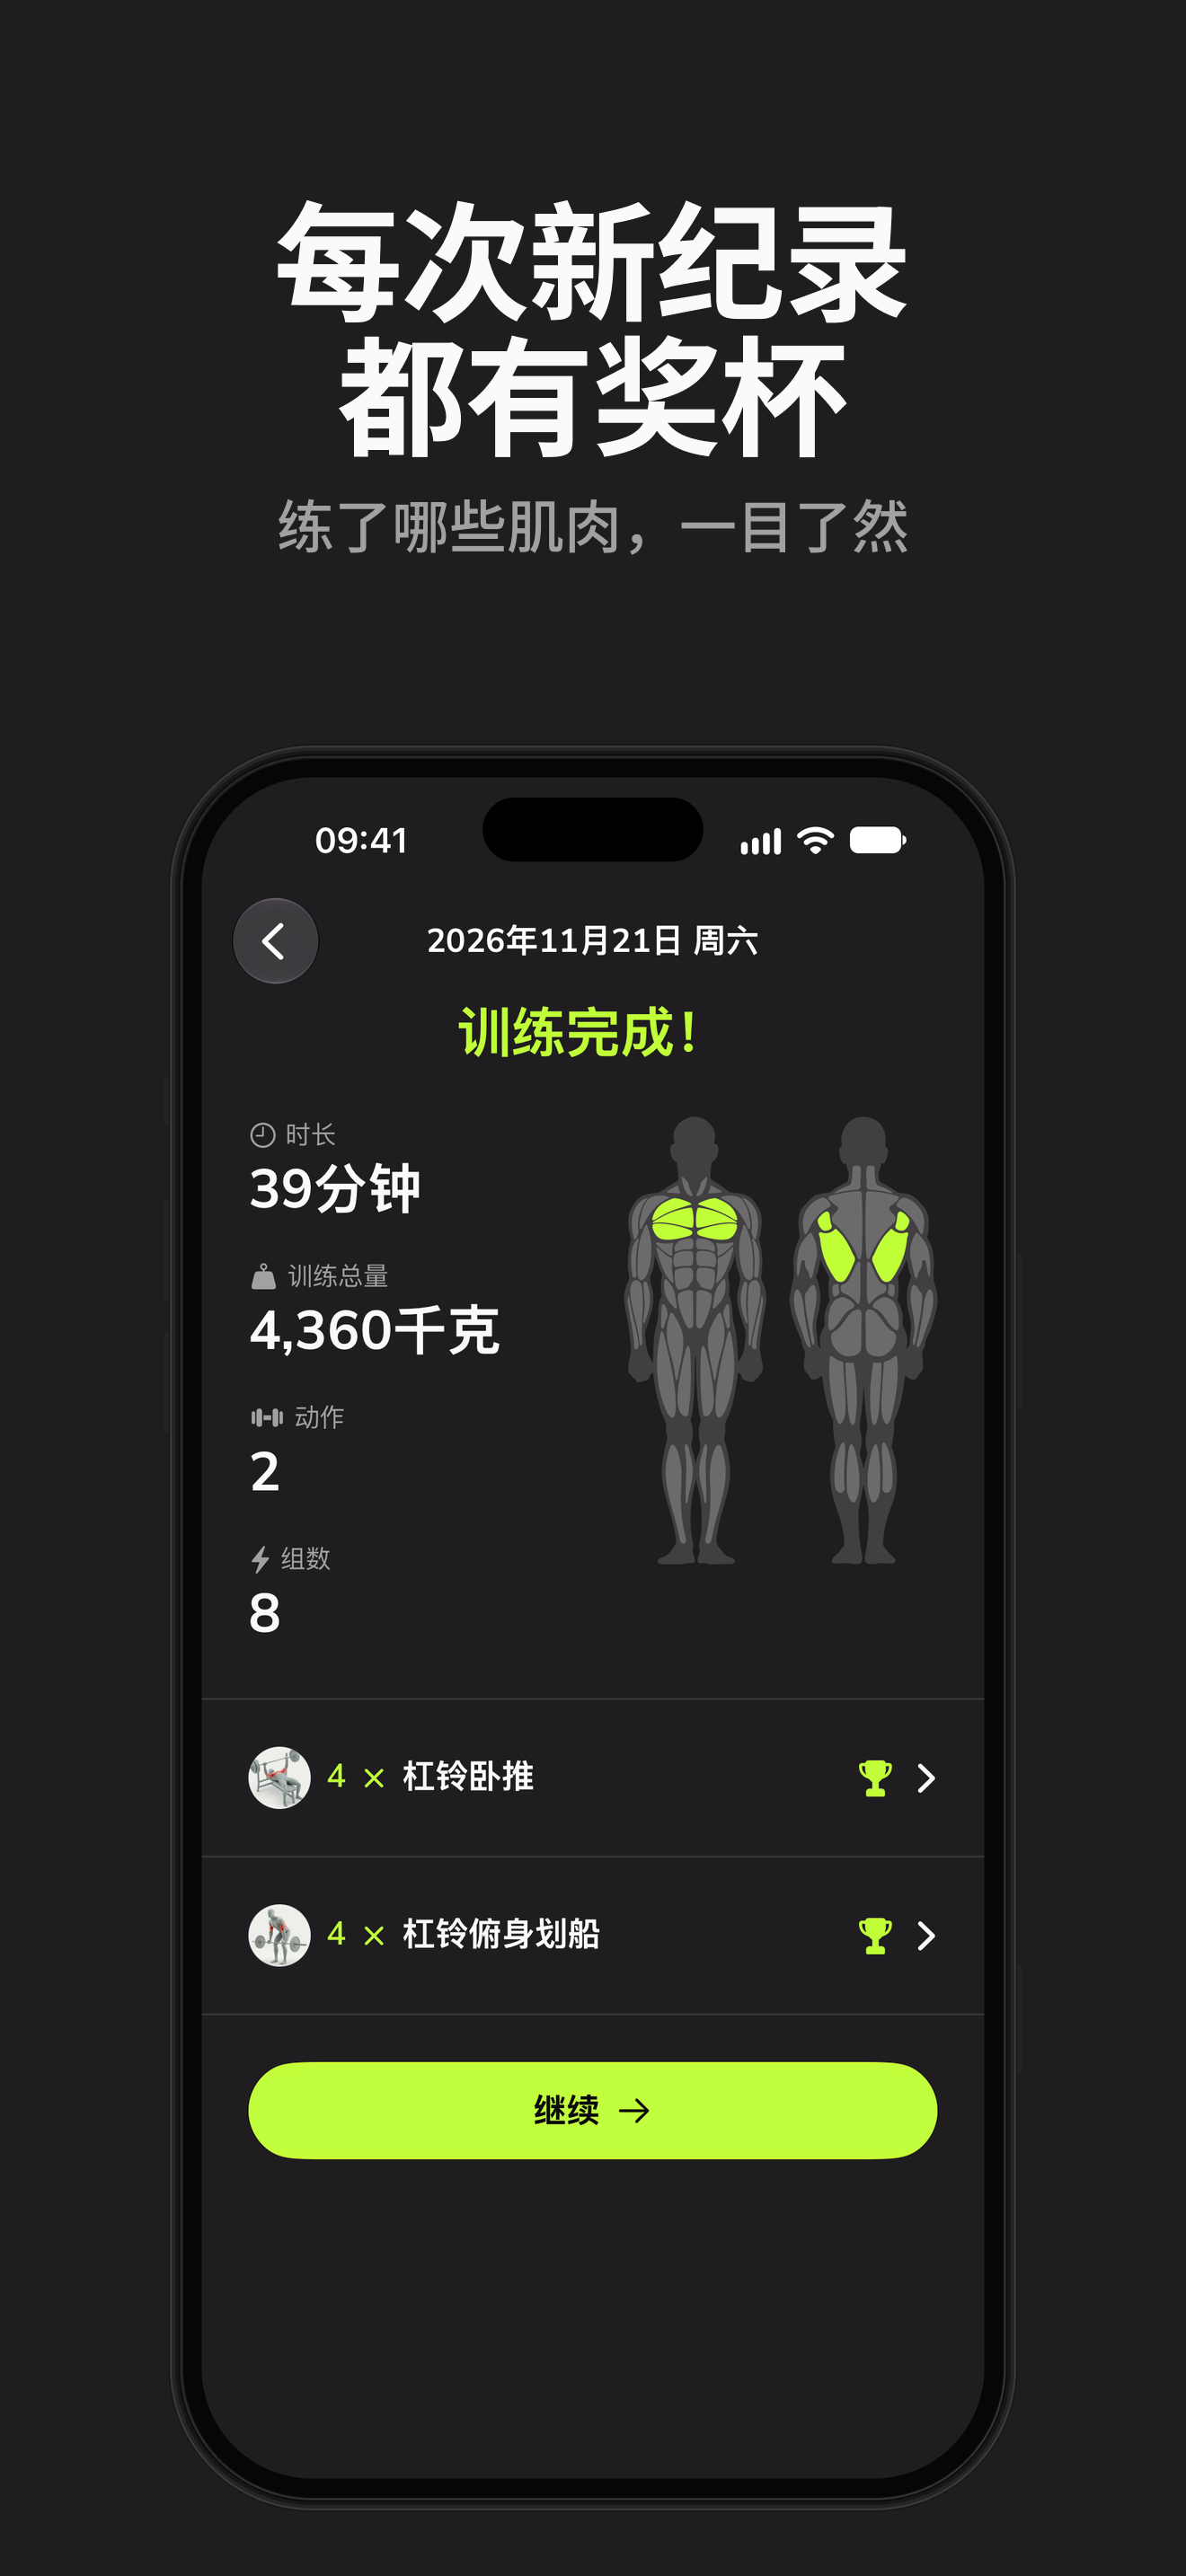 每次新纪录
都有奖杯
练了哪些肌肉，一目了然
09:41
2026年11月21日 周六
训练完成！
时长
39分钟
训练总量
4,360千克
动作
2
组数
8
4 × 杠铃卧推
4 × 杠铃俯身划船
继续 →